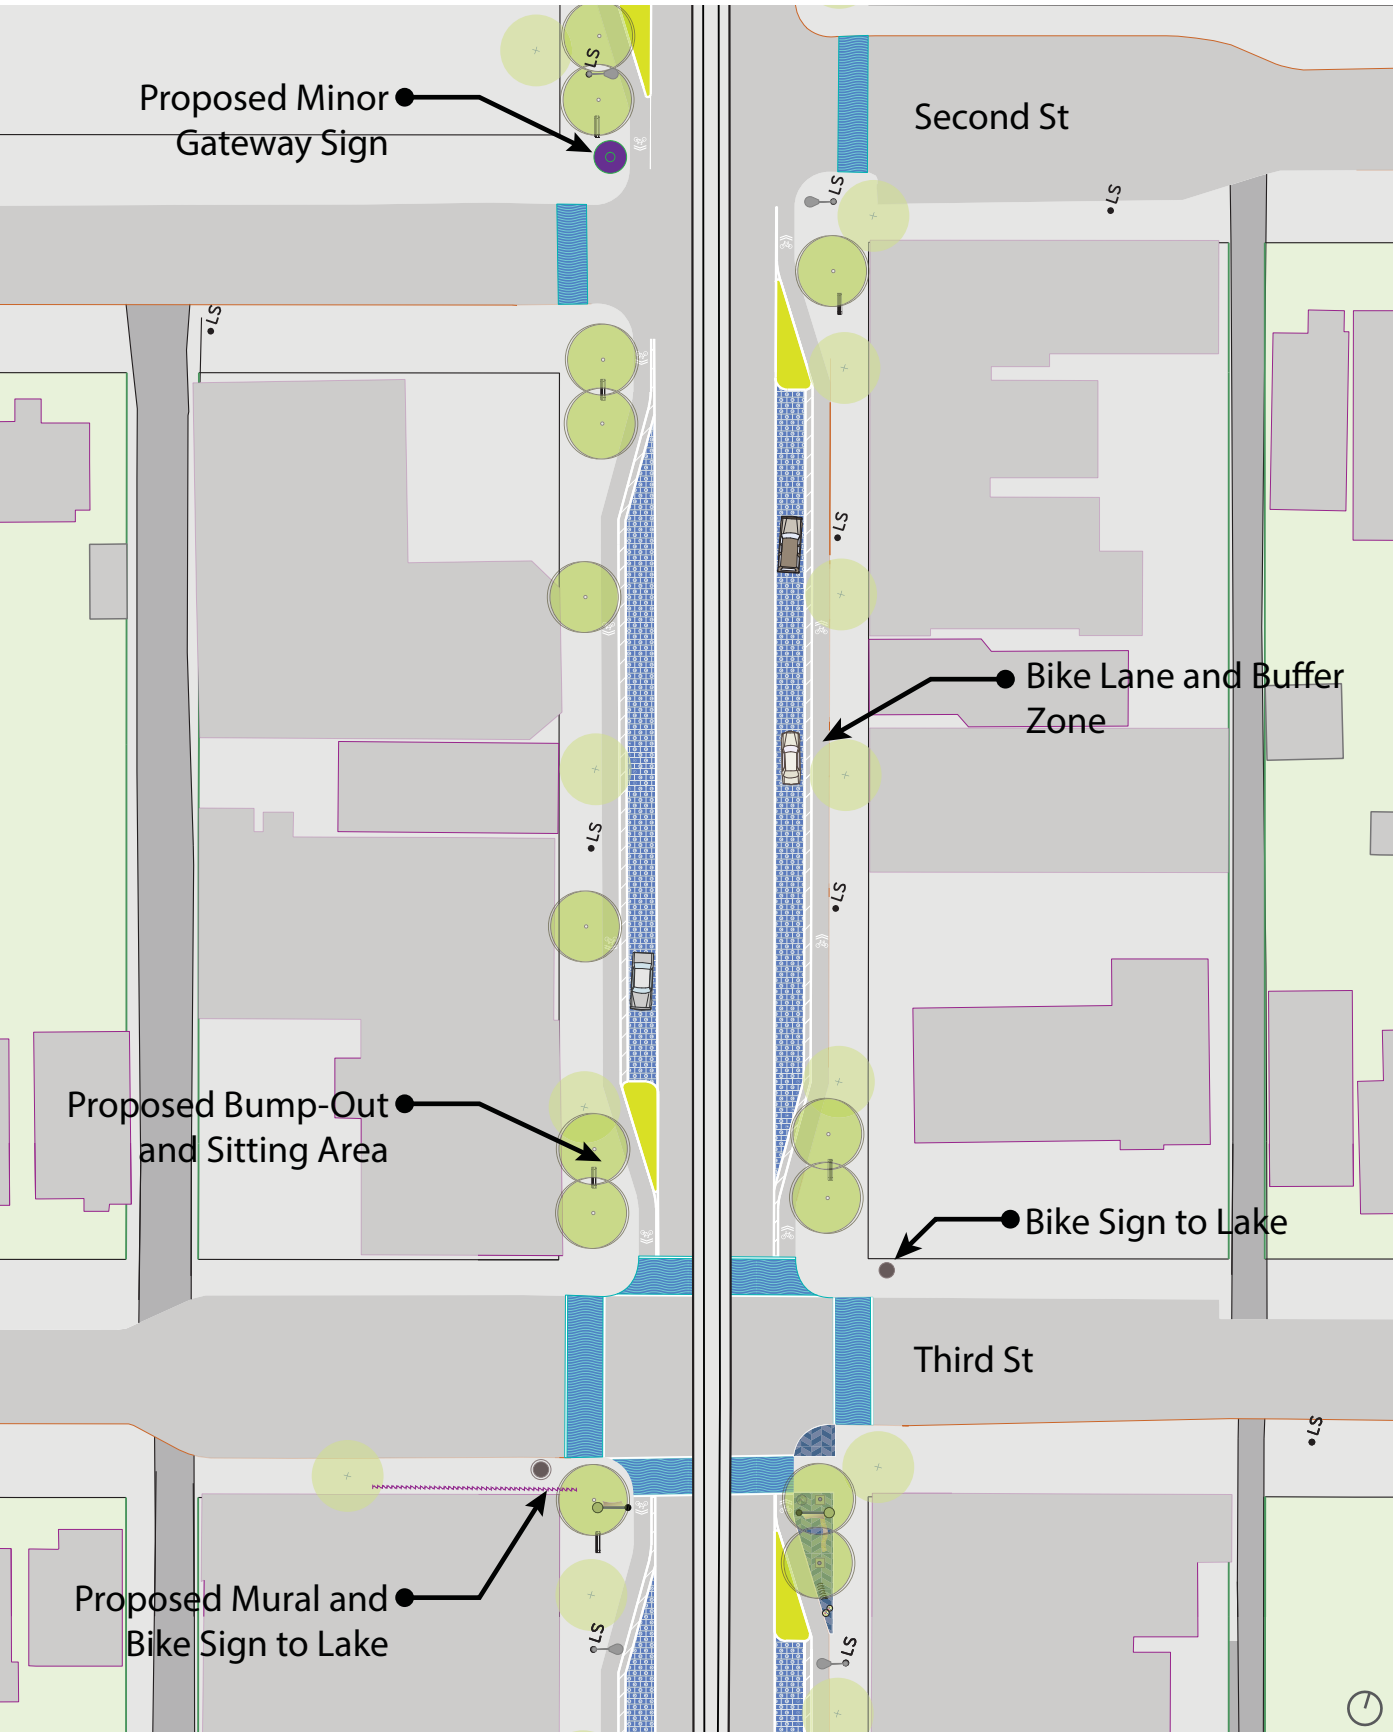 LS
Proposed Minor
Gateway Sign
Second St
LS
LS
LS
LS
Bike Lane and Buffer
Zone
LS
LS
Proposed Bump-Out
and Sitting Area
Bike Sign to Lake
Third St
LS
Proposed Mural and
Bike Sign to Lake
LS
LS